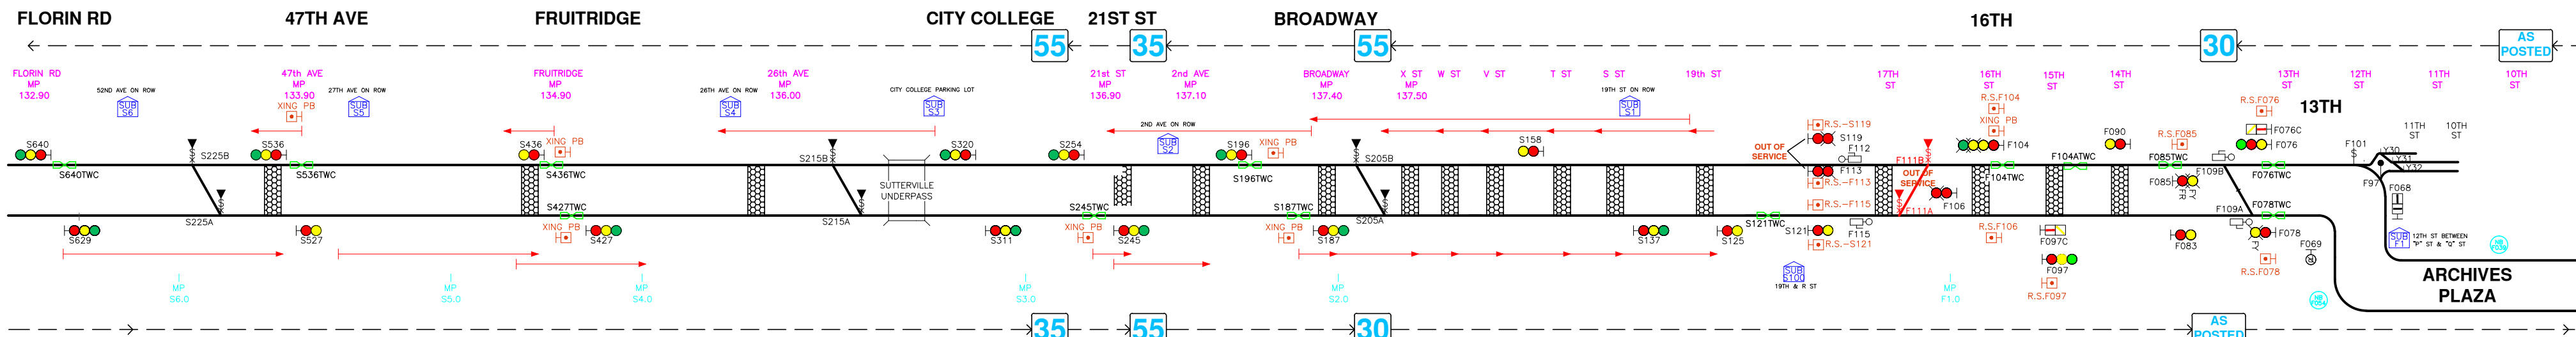 FLORIN RD
47TH AVE
FRUITRIDGE
CITY COLLEGE
21ST ST
BROADWAY
16TH
55
35
55
30
AS
POSTED
FLORIN RD
MP
132.90
47th AVE
MP
133.90
FRUITRIDGE
MP
134.90
26th AVE
MP
136.00
21st ST
MP
136.90
2nd AVE
MP
137.10
BROADWAY
MP
137.40
X ST
MP
137.50
W ST
V ST
T ST
S ST
19th ST
17TH
ST
16TH
ST
15TH
ST
14TH
ST
13TH
ST
12TH
ST
11TH
ST
10TH
ST
13TH
52ND AVE ON ROW
SUB
S6
XING PB
27TH AVE ON ROW
SUB
S5
XING PB
26TH AVE ON ROW
SUB
S4
CITY COLLEGE PARKING LOT
SUB
S3
2ND AVE ON ROW
SUB
S2
XING PB
19TH ST ON ROW
SUB
S1
R.S.-S119
R.S.F104
XING PB
R.S.F085
R.S.F076
11TH
ST
10TH
ST
S640
S640TWC
S225B
S225A
S536
S536TWC
S436
S436TWC
S215B
S215A
SUTTERVILLE
UNDERPASS
S320
S254
S196
S196TWC
S205B
S205A
S158
OUT OF
SERVICE
S119
F112
F113
R.S.-F113
R.S.-F115
F111B
OUT OF
SERVICE
F111A
F106
F104
F104TWC
F104ATWC
F090
F085TWC
F085
FR
F109B
F109A
F076C
F076
F076TWC
F078TWC
F101
Y30
Y31
Y32
F97
F068
S629
S527
S427TWC
XING PB
S427
S311
S245TWC
XING PB
S245
S187TWC
XING PB
S187
S137
S125
S121TWC
S121
R.S.-S121
F115
R.S.F106
F097C
F097
R.S.F097
F083
FY
F078
R.S.F078
F069
SUB
F1
12TH ST BETWEEN
"P" ST & "Q" ST
SUB
S100
19TH & R ST
MP
S6.0
MP
S5.0
MP
S4.0
MP
S3.0
MP
S2.0
MP
F1.0
ARCHIVES
PLAZA
35
55
30
AS
POSTED